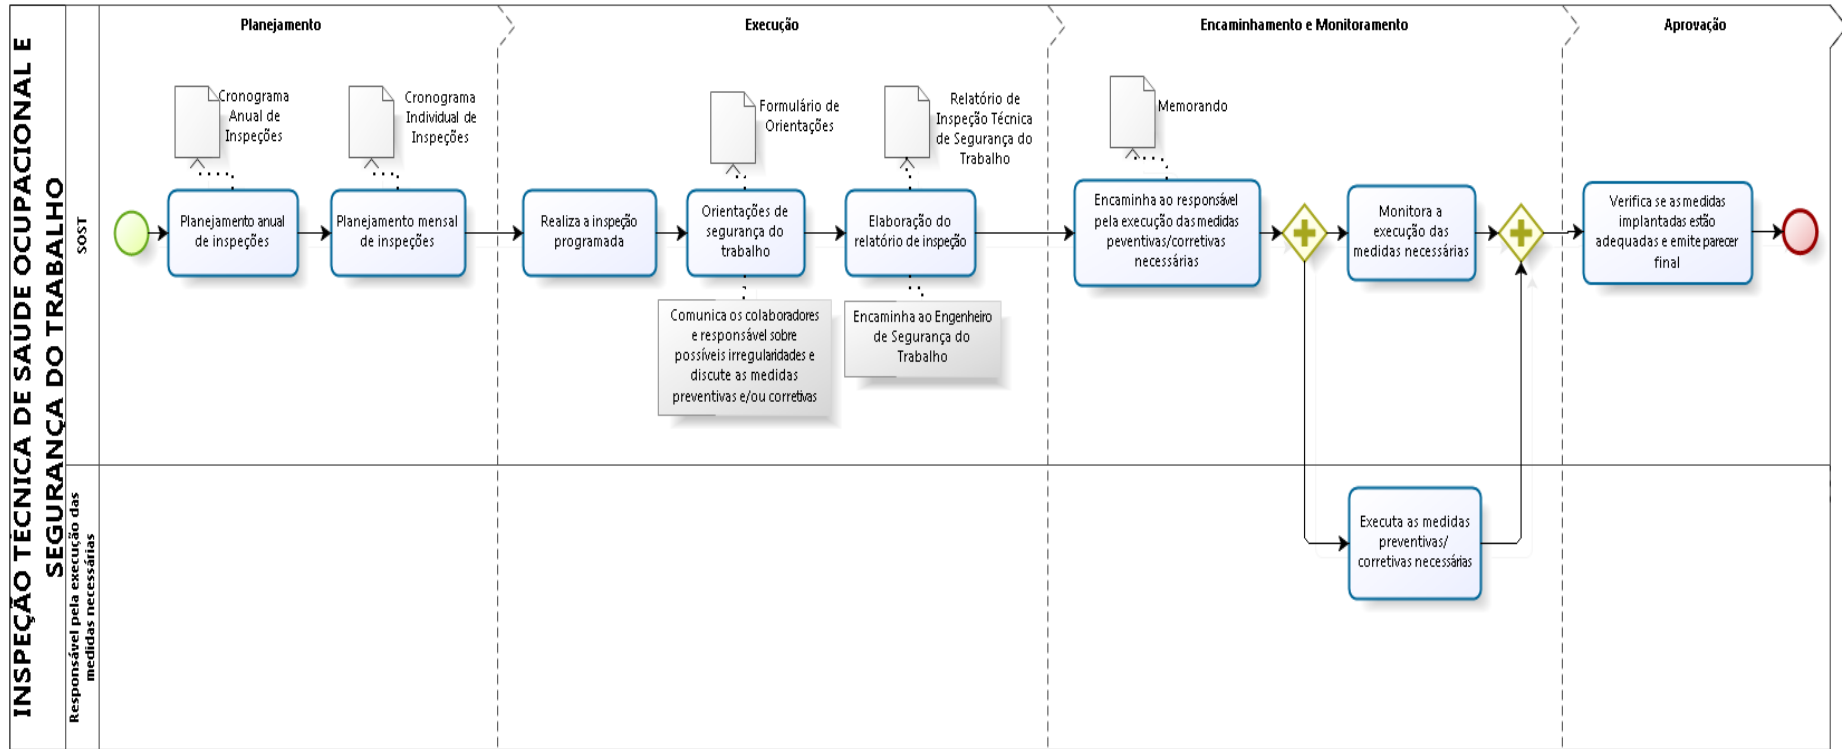 INSPEÇÃO TÉCNICA DE SAÚDE OCUPACIONAL E
SEGURANÇA DO TRABALHO
Planejamento
Execução
Encaminhamento e Monitoramento
Aprovação
SOST
Cronograma
Anual de
Inspeções
Cronograma
Individual de
Inspeções
Formulário de
Orientações
Relatório de
Inspeção Técnica
de Segurança do
Trabalho
Memorando
Planejamento anual
de inspeções
Planejamento mensal
de inspeções
Realiza a inspeção
programada
Orientações de
segurança do
trabalho
Elaboração do
relatório de inspeção
Encaminha ao responsável
pela execução das medidas
peventivas/corretivas
necessárias
Monitora a
execução das
medidas necessárias
Verifica se as medidas
implantadas estão
adequadas e emite parecer
final
Comunica os colaboradores
e responsável sobre
possíveis irregularidades e
discute as medidas
preventivas e/ou corretivas
Encaminha ao Engenheiro
de Segurança do
Trabalho
Responsável pela execução das
medidas necessárias
Executa as medidas
preventivas/
corretivas necessárias